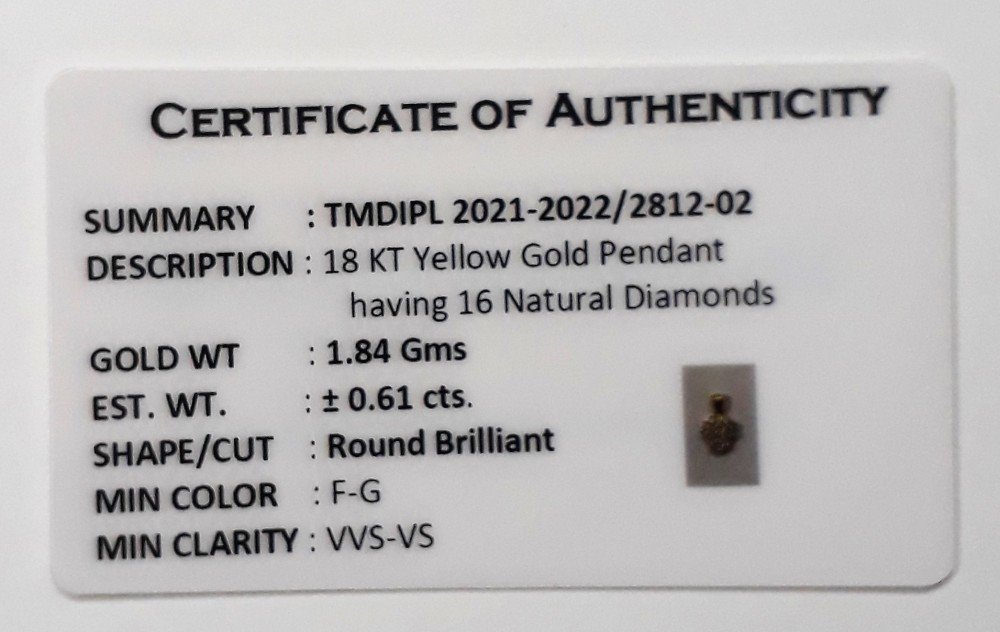 CERTIFICATE OF AUTHENTICITY
SUMMARY : TMDIPL 2021-2022/2812-02
DESCRIPTION : 18 KT Yellow Gold Pendant
having 16 Natural Diamonds
GOLD WT : 1.84 Gms
EST. WT. : ± 0.61 cts.
SHAPE/CUT : Round Brilliant
MIN COLOR : F-G
MIN CLARITY : VVS-VS